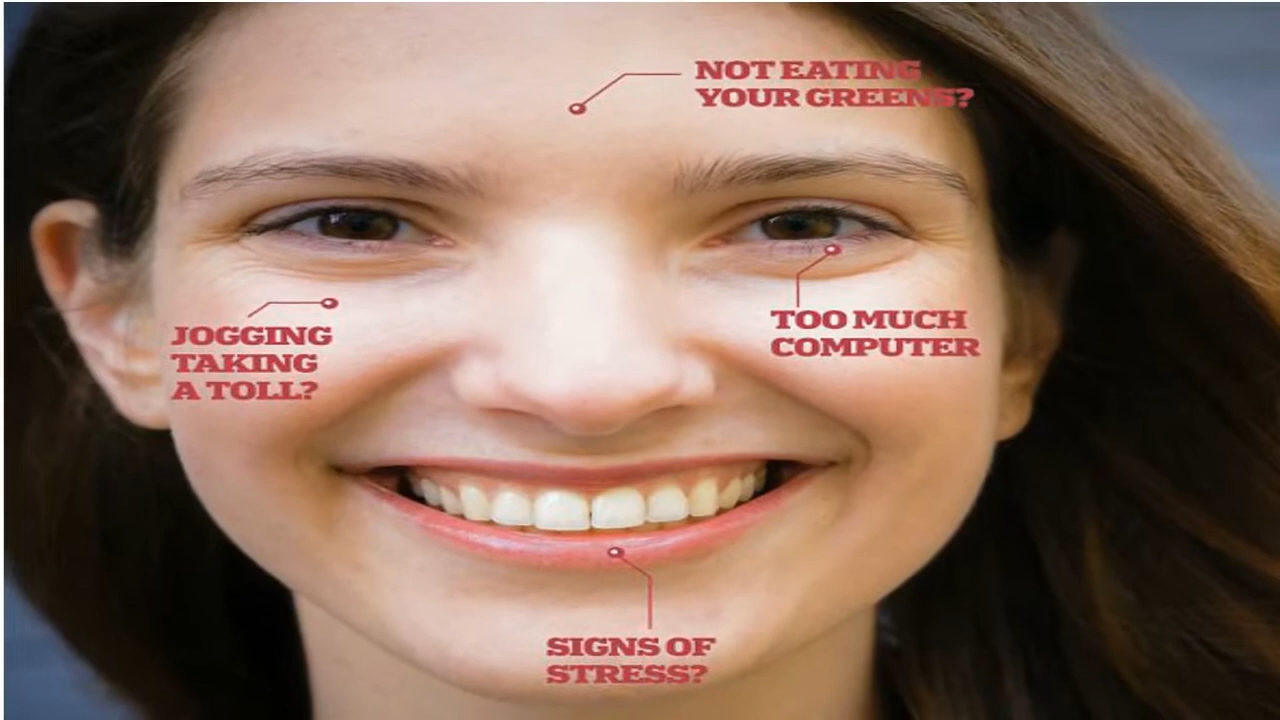 NOT EATING
YOUR GREENS?
JOGGING
TAKING
A TOLL?
TOO MUCH
COMPUTER
SIGNS OF
STRESS?